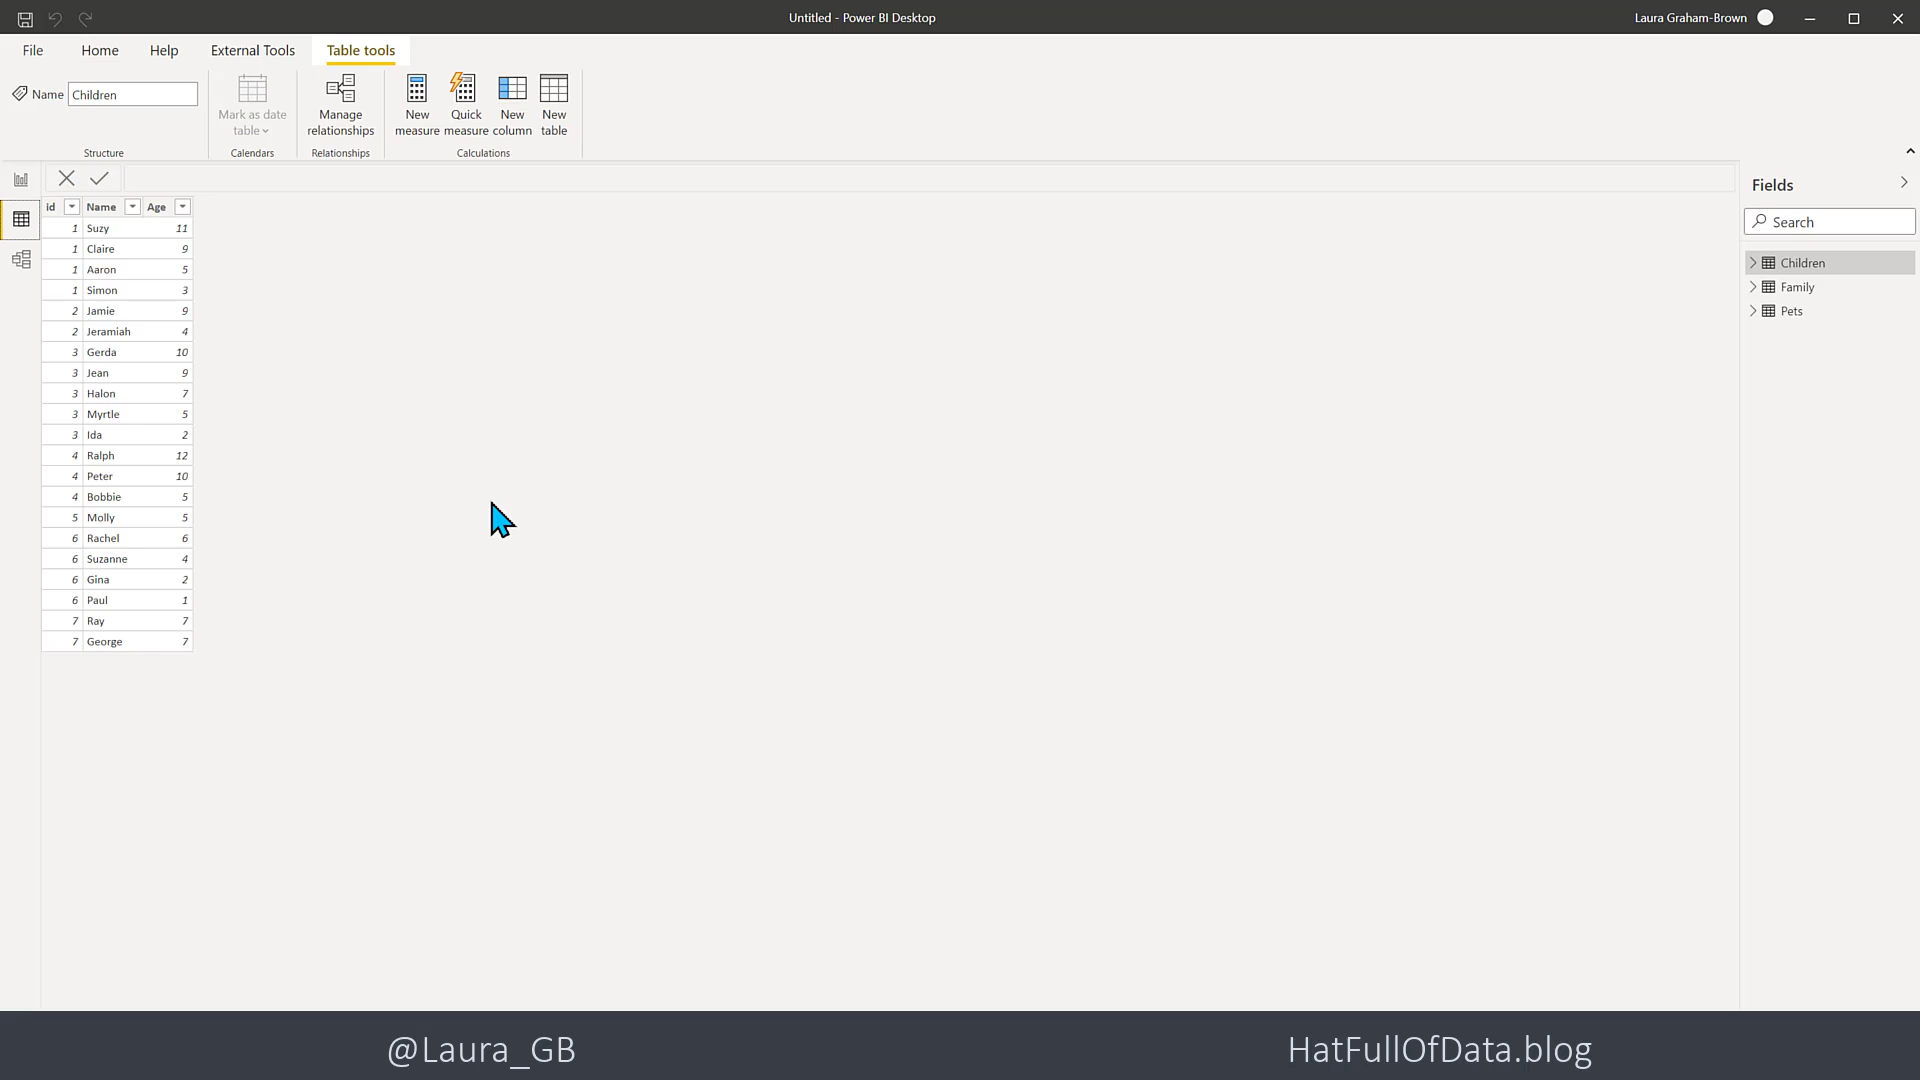 Untitled - Power BI Desktop
Laura Graham-Brown
File Home Help External Tools Table tools
Name Children
Mark as date table
Manage relationships
New measure
Quick measure
New column
New table
Structure Calendars Relationships Calculations
Fields
Search
Children
Family
Pets
id Name Age
1 Suzy 11
1 Claire 9
1 Aaron 5
1 Simon 3
2 Jamie 9
2 Jeramiah 4
3 Gerda 10
3 Jean 9
3 Halon 7
3 Myrtle 5
3 Ida 2
4 Ralph 12
4 Peter 10
4 Bobbie 5
5 Molly 5
6 Rachel 6
6 Suzanne 4
6 Gina 2
6 Paul 1
7 Ray 7
7 George 7
@Laura_GB
HatFullOfData.blog